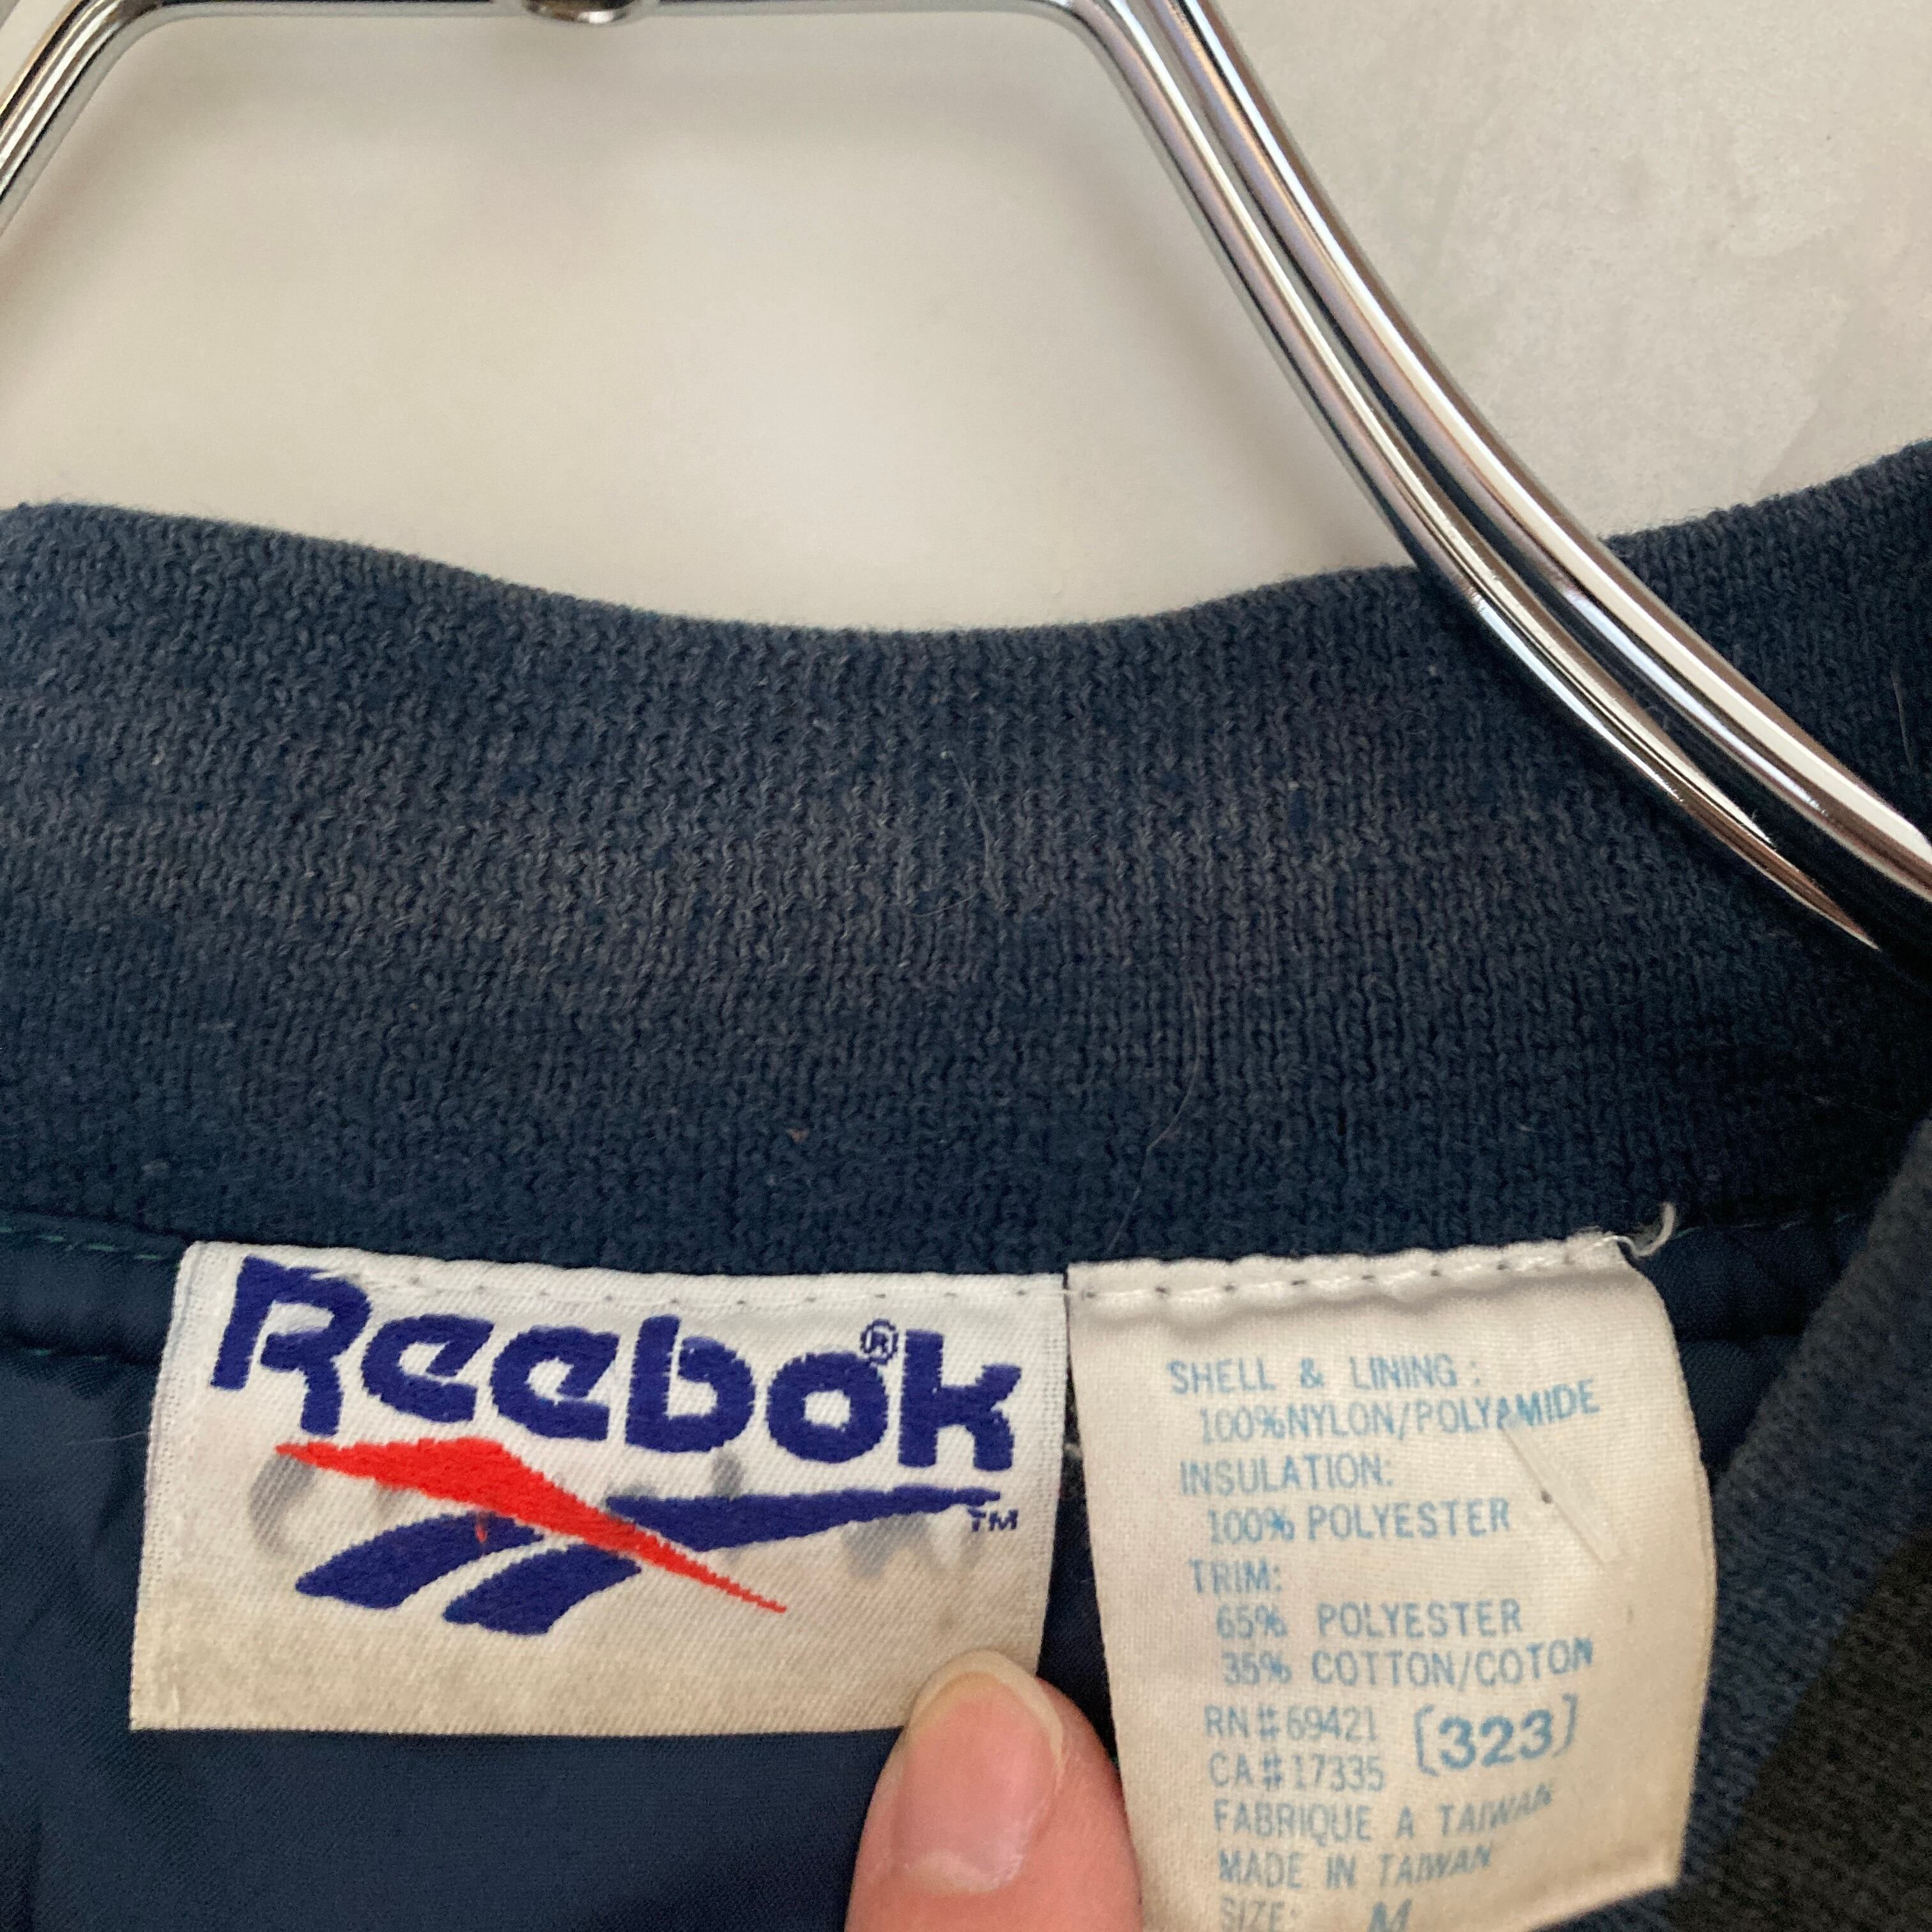 Reebok®
TM
SHELL & LINING :
100%NYLON/POLYAMIDE
INSULATION:
100% POLYESTER
TRIM:
65% POLYESTER
35% COTTON/COTON
RN#69421 [323]
CA#17335
FABRIQUE A TAIWAN
MADE IN TAIWAN
SIZE: M